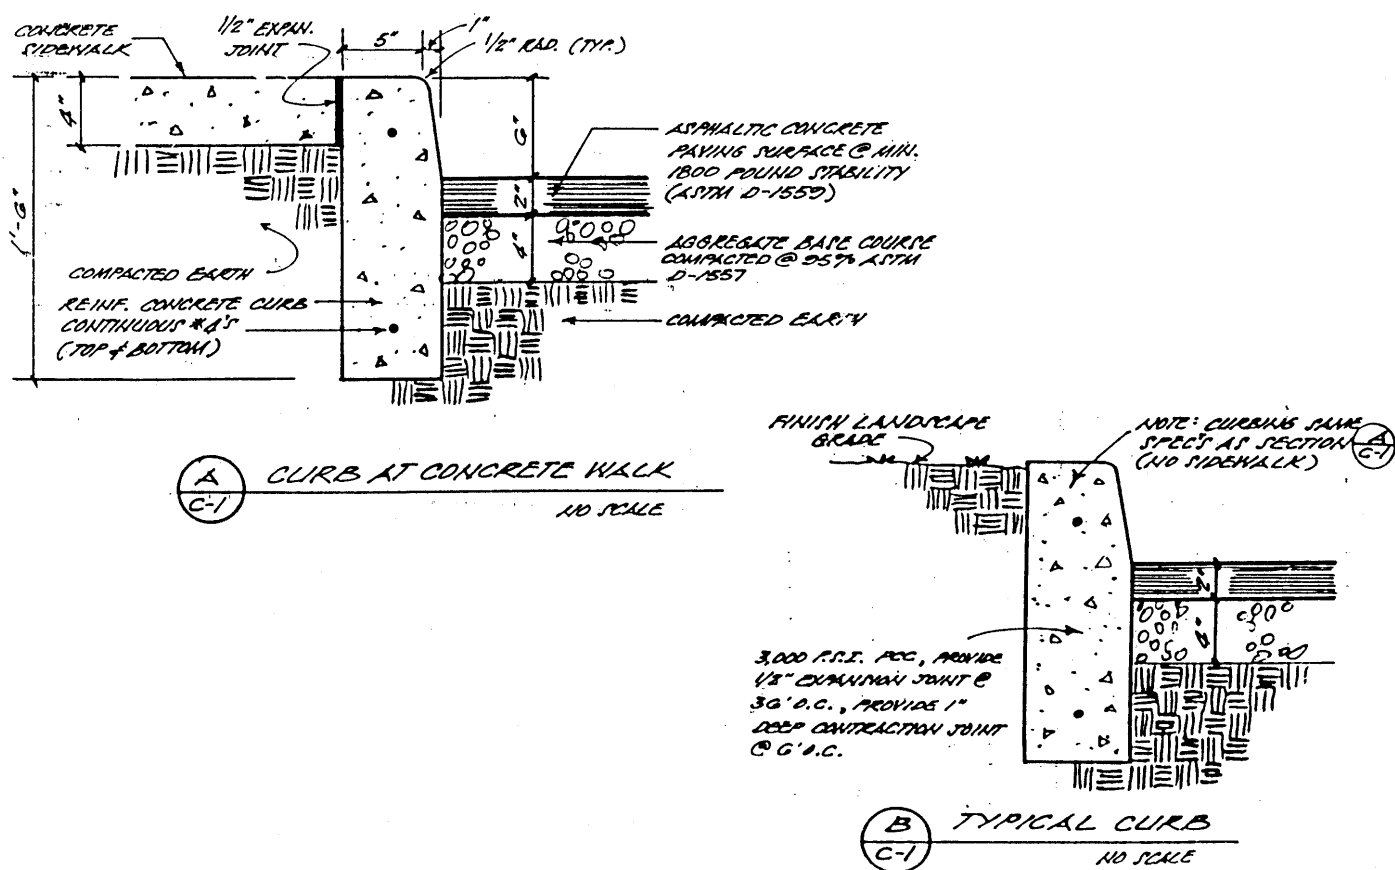 CONCRETE
SIDEWALK
1/2" EXPAN.
JOINT
5"
1"
1/2" RAD. (TYP.)
4"
1'-6"
6"
2"
4"
ASPHALTIC CONCRETE
PAVING SURFACE @ MIN.
1800 POUND STABILITY
(ASTM D-1559)
AGGREGATE BASE COURSE
COMPACTED @ 95% ASTM
D-1557
COMPACTED EARTH
COMPACTED EARTH
REINF. CONCRETE CURB
CONTINUOUS #4'S
(TOP & BOTTOM)
A
C-1
CURB AT CONCRETE WALK
NO SCALE
FINISH LANDSCAPE
GRADE
NOTE: CURBING SAME
SPEC'S AS SECTION
(NO SIDEWALK)
A
C-1
2"
4"
3,000 P.S.I. PCC, PROVIDE
1/2" EXPANSION JOINT @
36' O.C., PROVIDE 1"
DEEP CONTRACTION JOINT
@ 6' O.C.
B
C-1
TYPICAL CURB
NO SCALE